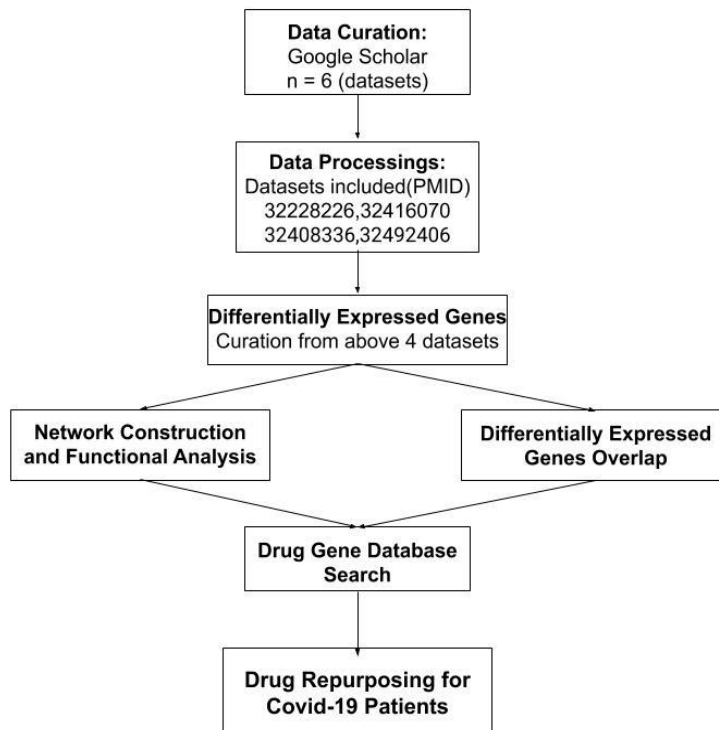 Data Curation:
Google Scholar
n = 6 (datasets)
Data Processings:
Datasets included(PMID)
32228226,32416070
32408336,32492406
Differentially Expressed Genes
Curation from above 4 datasets
Network Construction
and Functional Analysis
Differentially Expressed
Genes Overlap
Drug Gene Database
Search
Drug Repurposing for
Covid-19 Patients